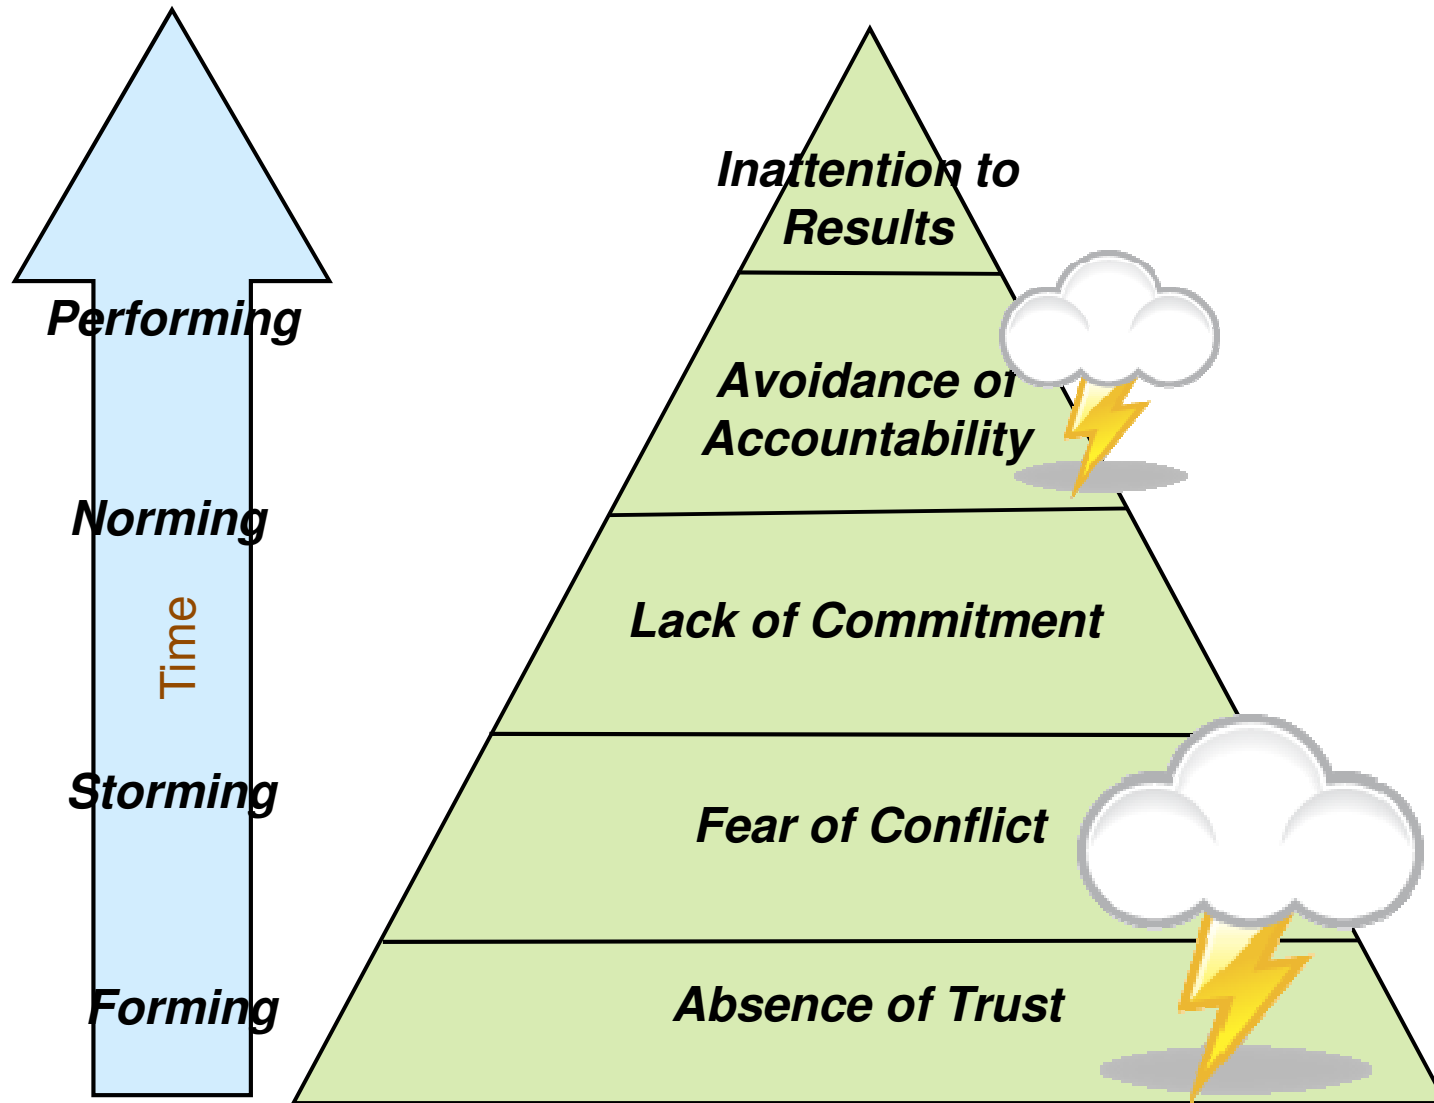 Performing
Norming
Time
Storming
Forming
Inattention to
Results
Avoidance of
Accountability
Lack of Commitment
Fear of Conflict
Absence of Trust